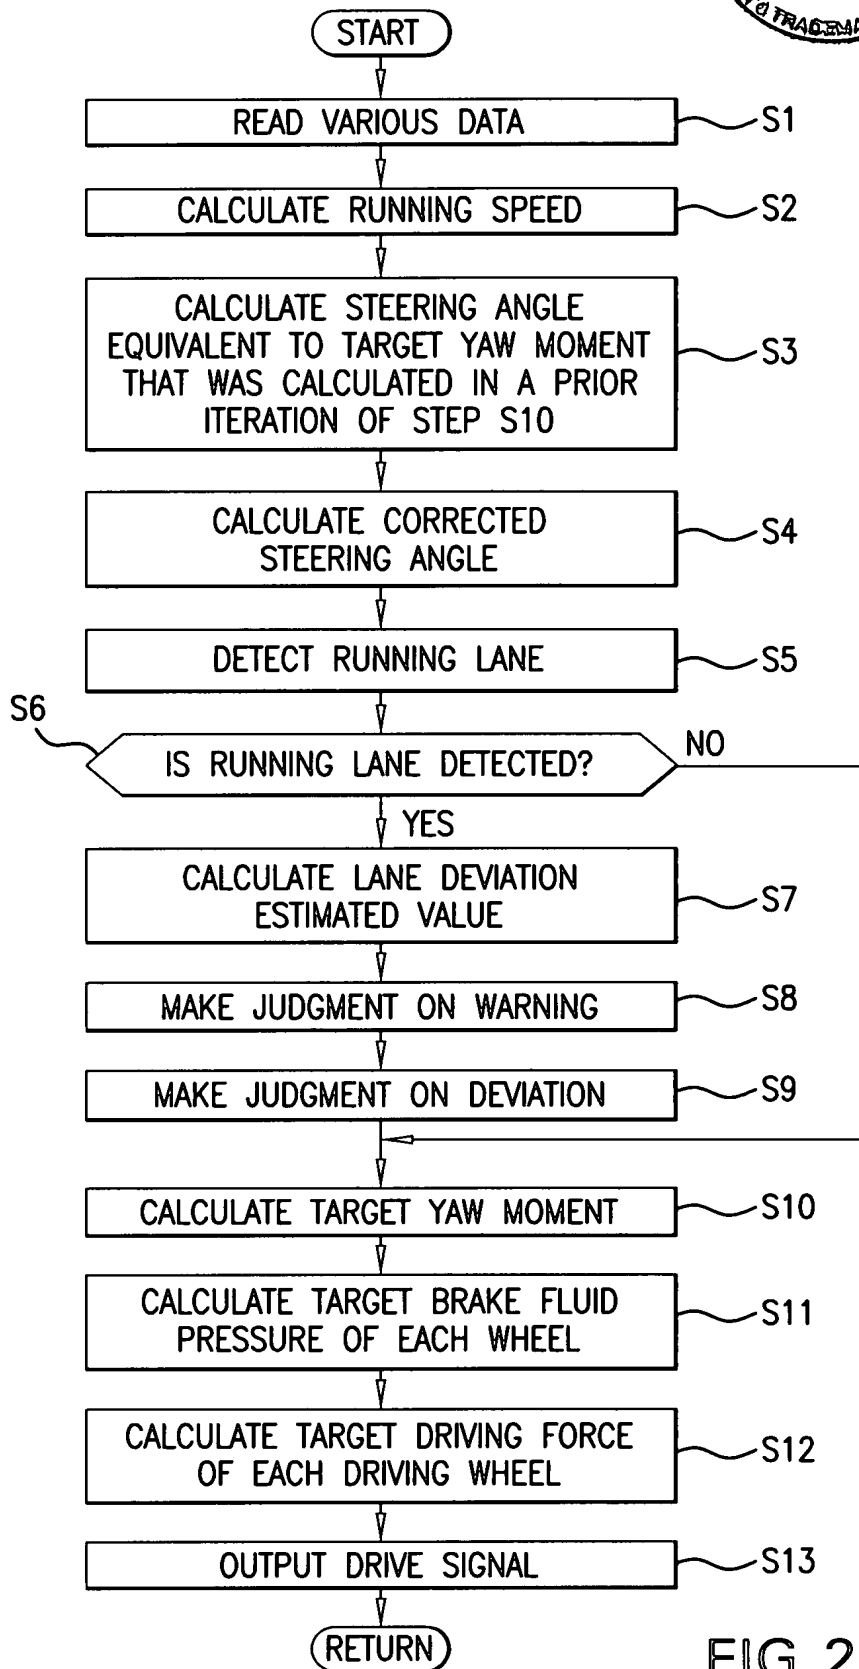 & TRADEMA
START
READ VARIOUS DATA
S1
CALCULATE RUNNING SPEED
S2
CALCULATE STEERING ANGLE
EQUIVALENT TO TARGET YAW MOMENT
THAT WAS CALCULATED IN A PRIOR
ITERATION OF STEP S10
S3
CALCULATE CORRECTED
STEERING ANGLE
S4
DETECT RUNNING LANE
S5
S6
IS RUNNING LANE DETECTED?
NO
YES
CALCULATE LANE DEVIATION
ESTIMATED VALUE
S7
MAKE JUDGMENT ON WARNING
S8
MAKE JUDGMENT ON DEVIATION
S9
CALCULATE TARGET YAW MOMENT
S10
CALCULATE TARGET BRAKE FLUID
PRESSURE OF EACH WHEEL
S11
CALCULATE TARGET DRIVING FORCE
OF EACH DRIVING WHEEL
S12
OUTPUT DRIVE SIGNAL
S13
RETURN
FIG. 2